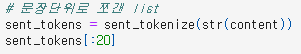 # 문장단위로 쪼갠 list
sent_tokens = sent_tokenize(str(content))
sent_tokens[:20]